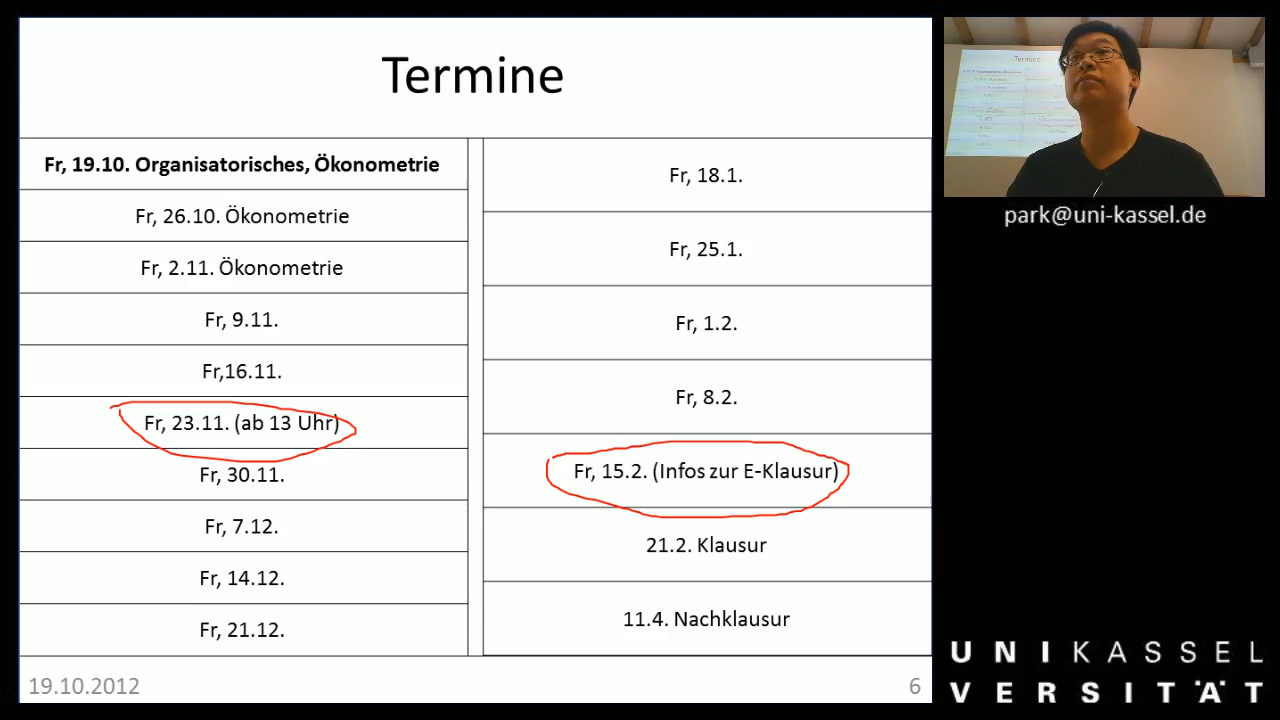 Termine
Fr, 19.10. Organisatorisches, Ökonometrie
Fr, 26.10. Ökonometrie
Fr, 2.11. Ökonometrie
Fr, 9.11.
Fr,16.11.
Fr, 23.11. (ab 13 Uhr)
Fr, 30.11.
Fr, 7.12.
Fr, 14.12.
Fr, 21.12.
Fr, 18.1.
Fr, 25.1.
Fr, 1.2.
Fr, 8.2.
Fr, 15.2. (Infos zur E-Klausur)
21.2. Klausur
11.4. Nachklausur
19.10.2012
6
Termine
park@uni-kassel.de
UNIKASSEL
VERSITÄT